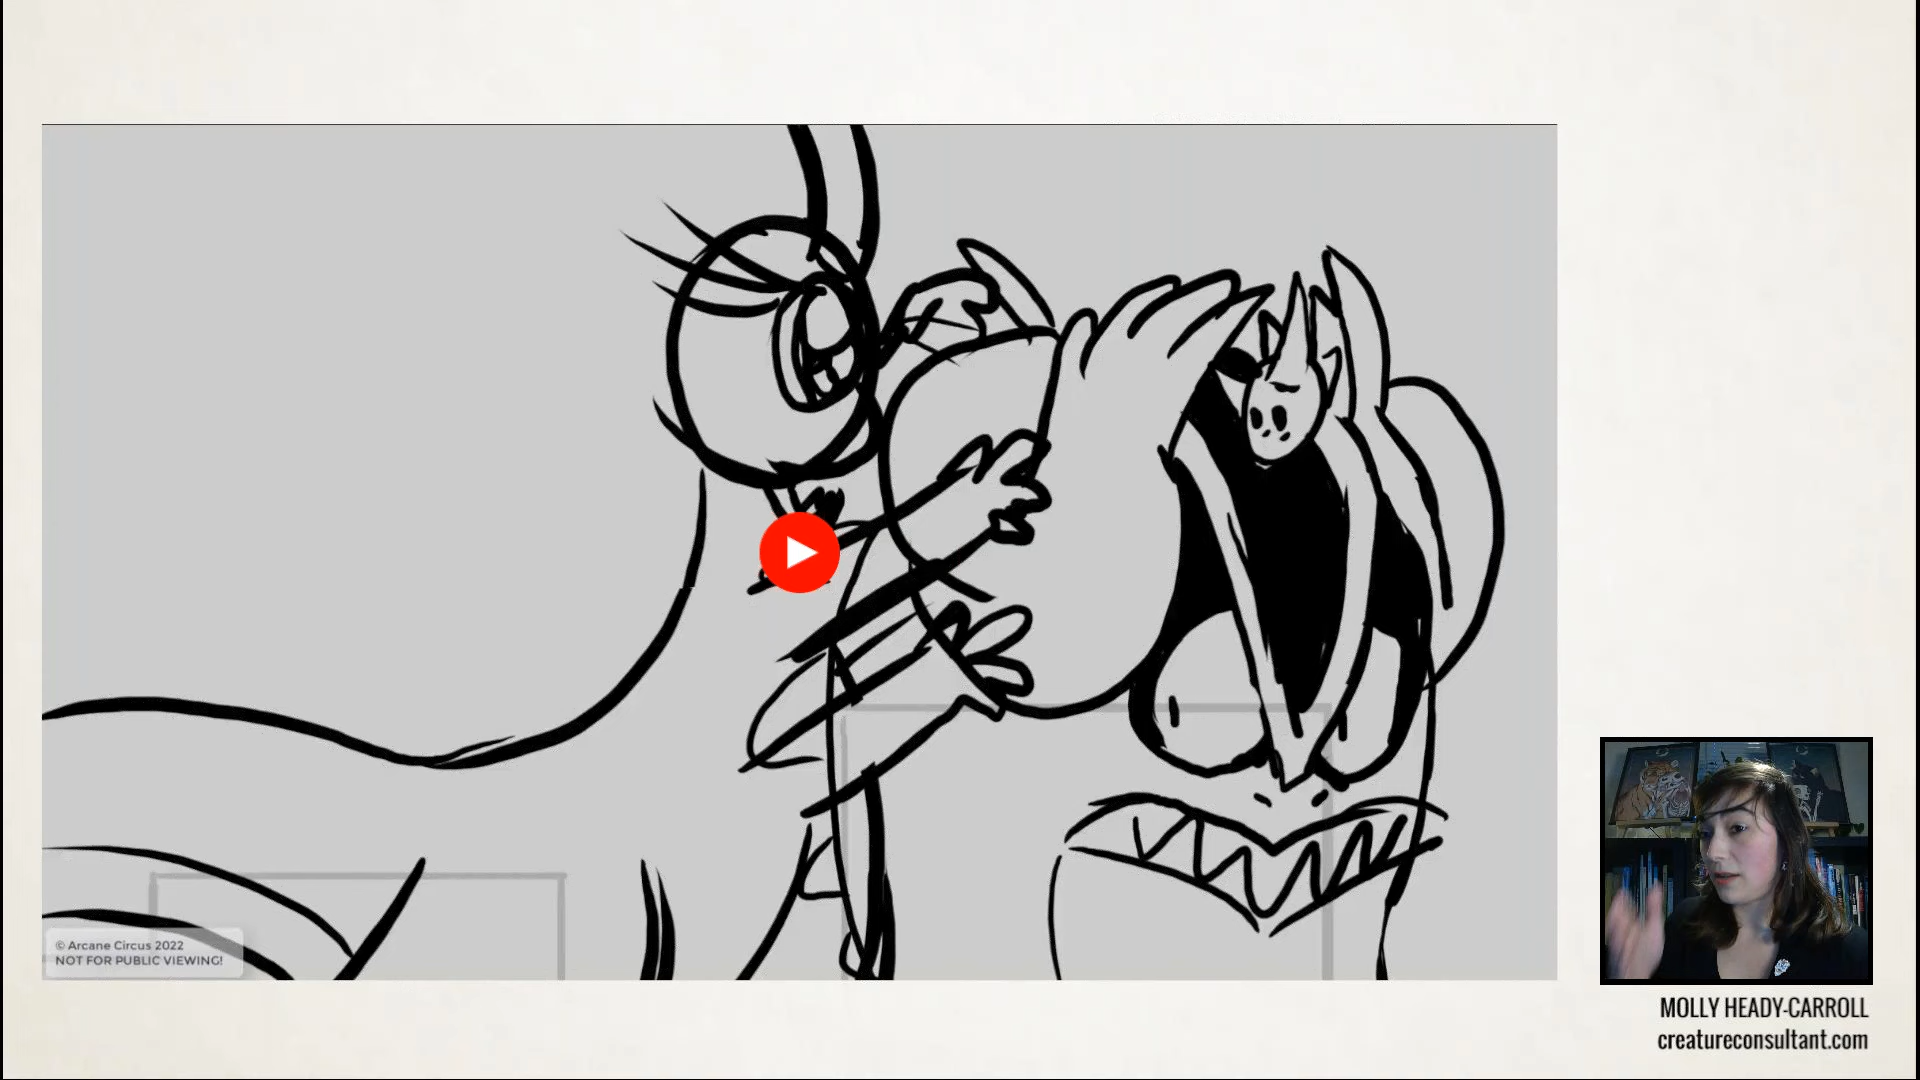 © Arcane Circus 2022
NOT FOR PUBLIC VIEWING!
MOLLY HEADY-CARROLL
creatureconsultant.com